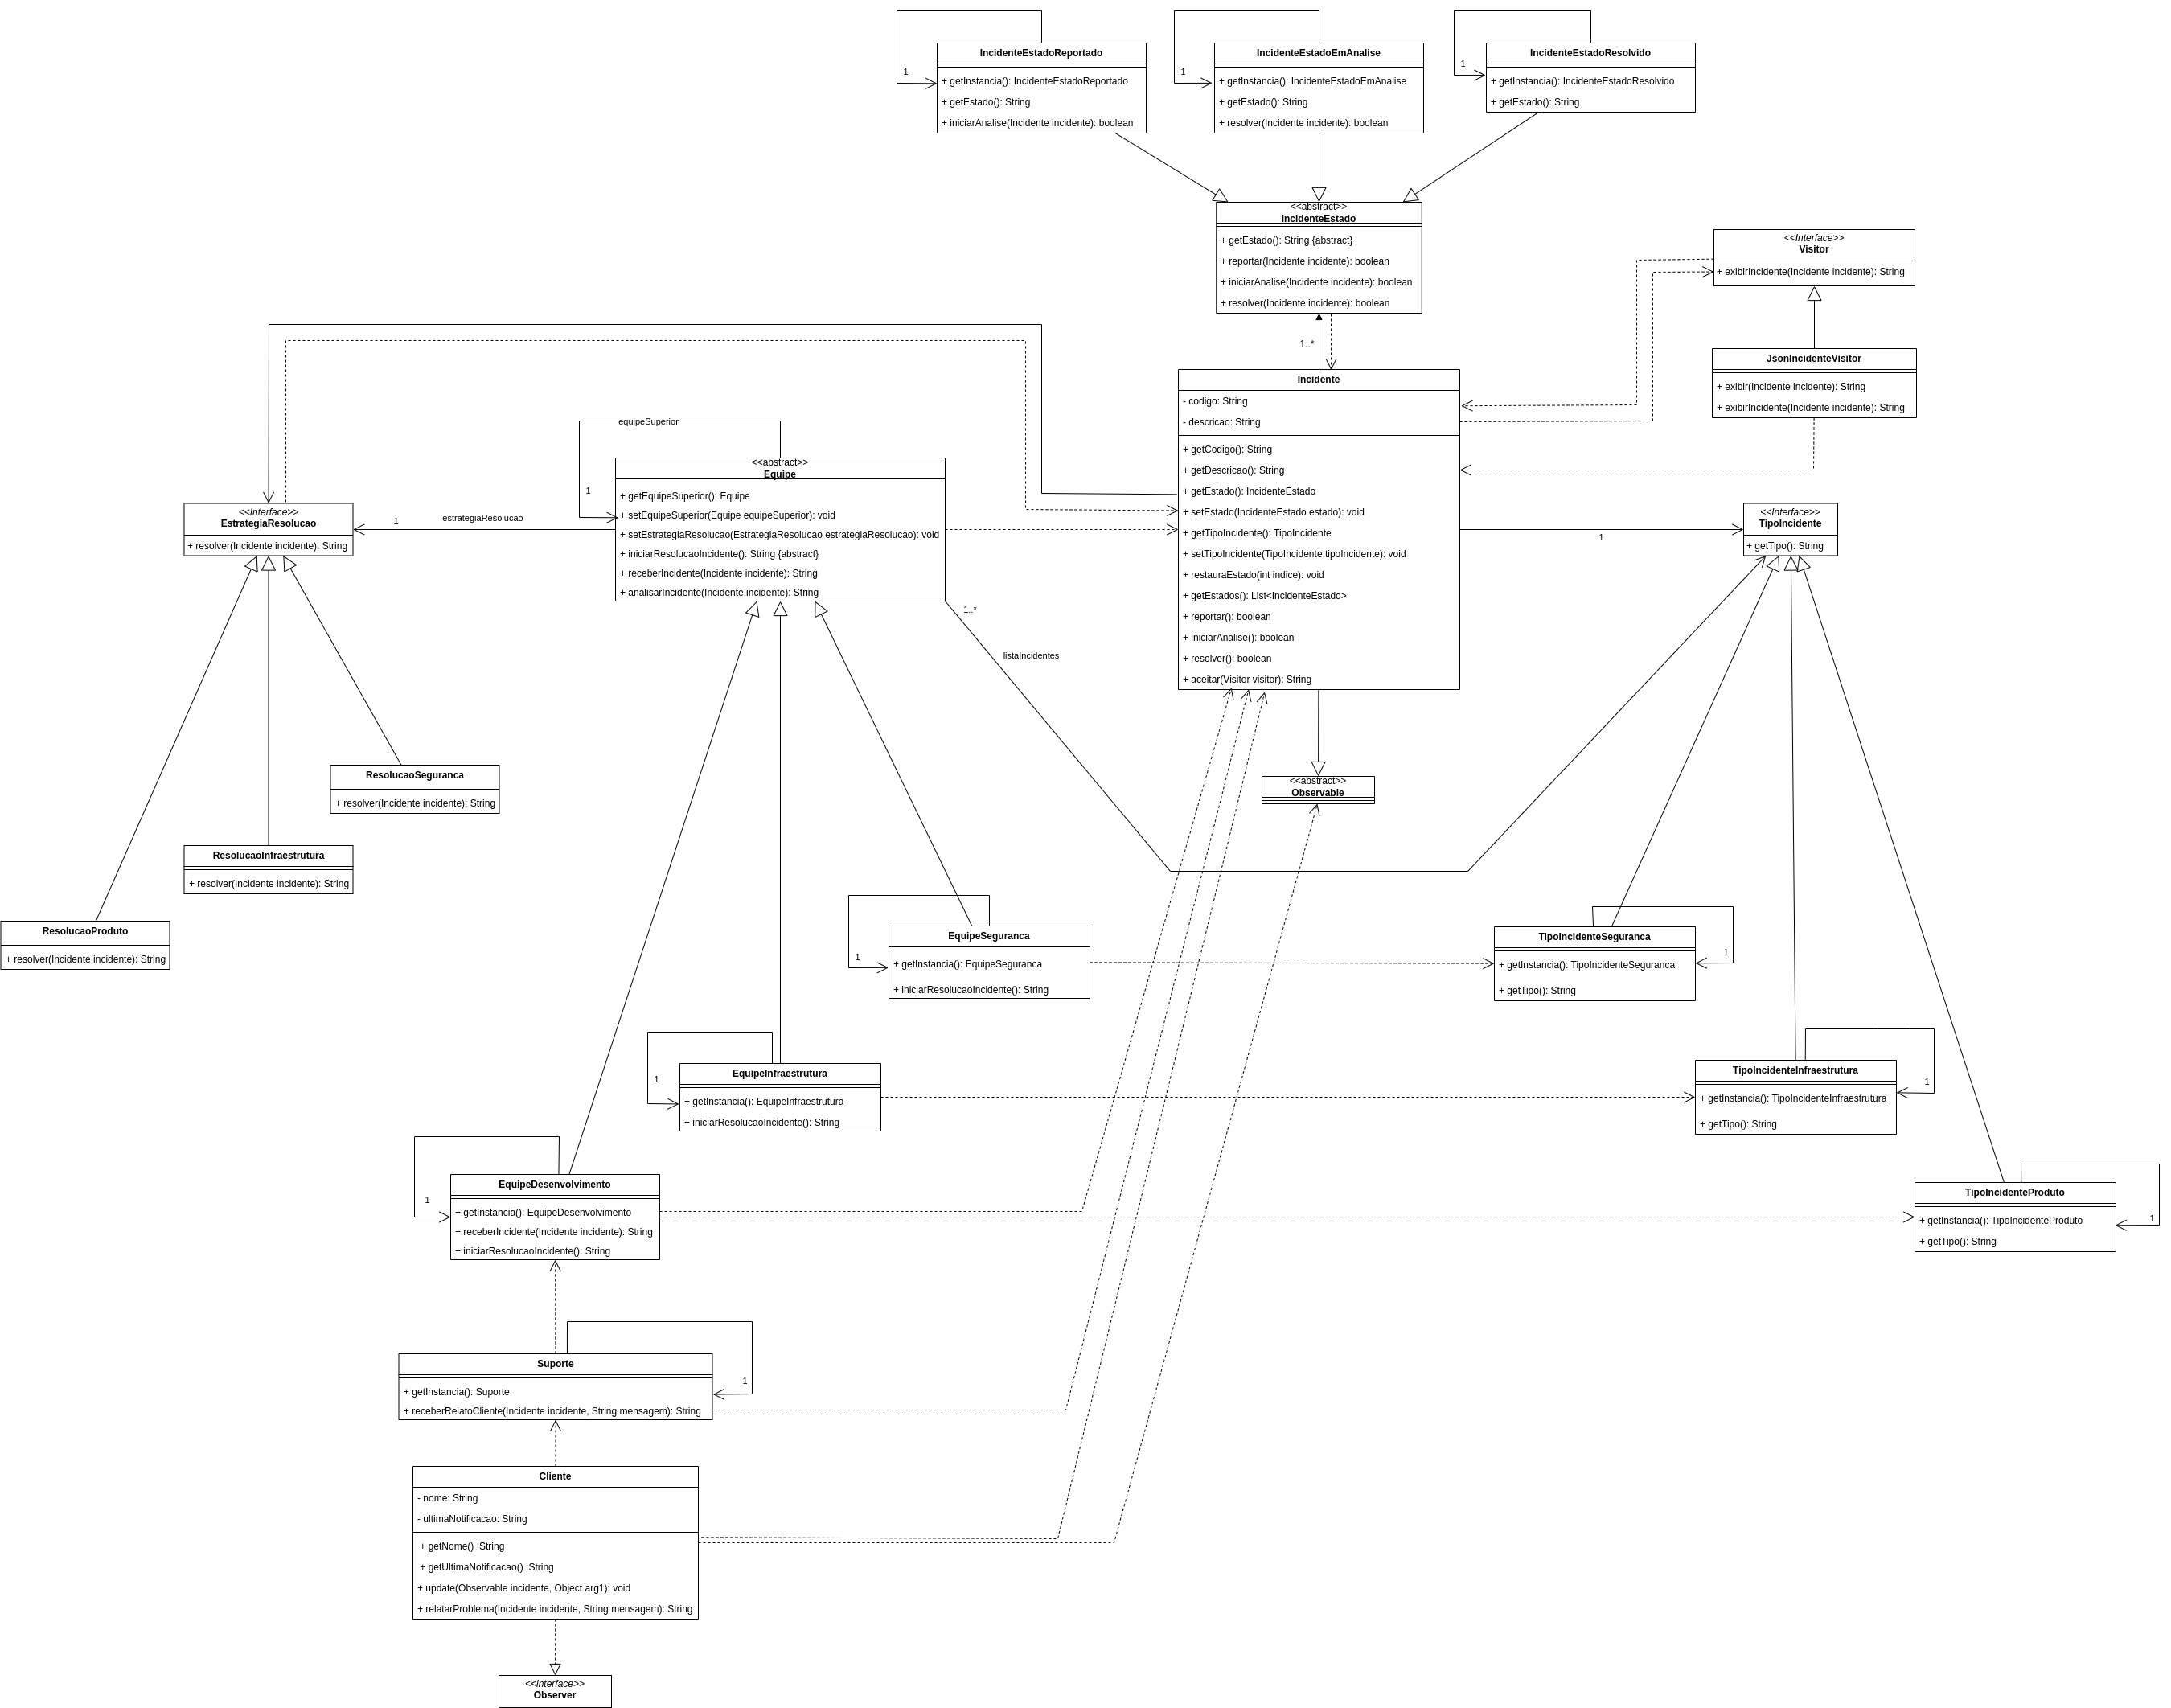 IncidenteEstadoReportado
1
+ getInstancia(): IncidenteEstadoReportado
+ getEstado(): String
+ iniciarAnalise(Incidente incidente): boolean
IncidenteEstadoEmAnalise
1
+ getInstancia(): IncidenteEstadoEmAnalise
+ getEstado(): String
+ resolver(Incidente incidente): boolean
IncidenteEstadoResolvido
1
+ getInstancia(): IncidenteEstadoResolvido
+ getEstado(): String
<<abstract>>
IncidenteEstado
+ getEstado(): String {abstract}
+ reportar(Incidente incidente): boolean
+ iniciarAnalise(Incidente incidente): boolean
+ resolver(Incidente incidente): boolean
1..*
<<Interface>>
Visitor
+ exibirIncidente(Incidente incidente): String
JsonIncidenteVisitor
+ exibir(Incidente incidente): String
+ exibirIncidente(Incidente incidente): String
Incidente
- codigo: String
- descricao: String
+ getCodigo(): String
+ getDescricao(): String
+ getEstado(): IncidenteEstado
+ setEstado(IncidenteEstado estado): void
+ getTipoIncidente(): TipoIncidente
+ setTipoIncidente(TipoIncidente tipoIncidente): void
+ restauraEstado(int indice): void
+ getEstados(): List<IncidenteEstado>
+ reportar(): boolean
+ iniciarAnalise(): boolean
+ resolver(): boolean
+ aceitar(Visitor visitor): String
equipeSuperior
1
<<abstract>>
Equipe
+ getEquipeSuperior(): Equipe
+ setEquipeSuperior(Equipe equipeSuperior): void
+ setEstrategiaResolucao(EstrategiaResolucao estrategiaResolucao): void
+ iniciarResolucaoIncidente(): String {abstract}
+ receberIncidente(Incidente incidente): String
+ analisarIncidente(Incidente incidente): String
estrategiaResolucao
1
<<Interface>>
EstrategiaResolucao
+ resolver(Incidente incidente): String
1
<<Interface>>
TipoIncidente
+ getTipo(): String
1..*
listaIncidentes
ResolucaoSeguranca
+ resolver(Incidente incidente): String
ResolucaoInfraestrutura
+ resolver(Incidente incidente): String
ResolucaoProduto
+ resolver(Incidente incidente): String
<<abstract>>
Observable
EquipeSeguranca
1
+ getInstancia(): EquipeSeguranca
+ iniciarResolucaoIncidente(): String
TipoIncidenteSeguranca
1
+ getInstancia(): TipoIncidenteSeguranca
+ getTipo(): String
EquipeInfraestrutura
1
+ getInstancia(): EquipeInfraestrutura
+ iniciarResolucaoIncidente(): String
TipoIncidenteInfraestrutura
1
+ getInstancia(): TipoIncidenteInfraestrutura
+ getTipo(): String
EquipeDesenvolvimento
1
+ getInstancia(): EquipeDesenvolvimento
+ receberIncidente(Incidente incidente): String
+ iniciarResolucaoIncidente(): String
TipoIncidenteProduto
1
+ getInstancia(): TipoIncidenteProduto
+ getTipo(): String
Suporte
1
+ getInstancia(): Suporte
+ receberRelatoCliente(Incidente incidente, String mensagem): String
Cliente
- nome: String
- ultimaNotificacao: String
+ getNome() :String
+ getUltimaNotificacao() :String
+ update(Observable incidente, Object arg1): void
+ relatarProblema(Incidente incidente, String mensagem): String
<<interface>>
Observer